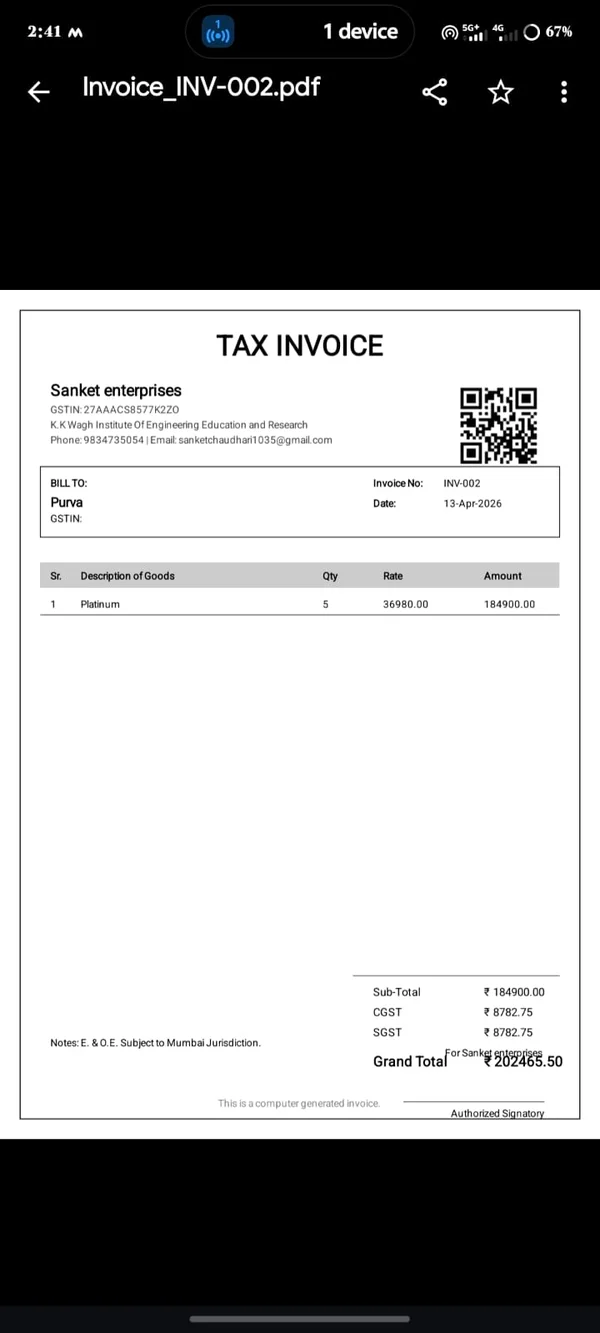 2:41
1
1 device
5G+ 4G 67%
Invoice_INV-002.pdf
TAX INVOICE
Sanket enterprises
GSTIN: 27AAACS8577K2ZO
K.K Wagh Institute Of Engineering Education and Research
Phone: 9834735054 | Email: sanketchaudhari1035@gmail.com
BILL TO:
Purva
GSTIN:
Invoice No: INV-002
Date: 13-Apr-2026
Sr. Description of Goods Qty Rate Amount
1 Platinum 5 36980.00 184900.00
Sub-Total ₹ 184900.00
CGST ₹ 8782.75
SGST ₹ 8782.75
Notes: E. & O.E. Subject to Mumbai Jurisdiction.
For Sanket enterprises
Grand Total ₹ 202465.50
This is a computer generated invoice.
Authorized Signatory